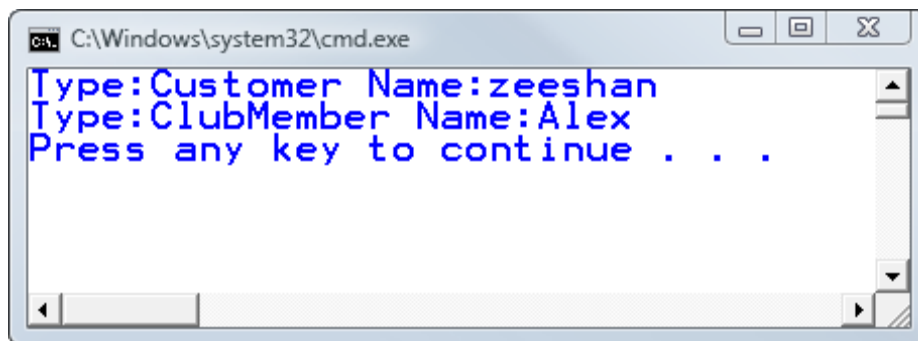 C:\Windows\system32\cmd.exe
Type:Customer Name:zeeshan
Type:ClubMember Name:Alex
Press any key to continue . . .